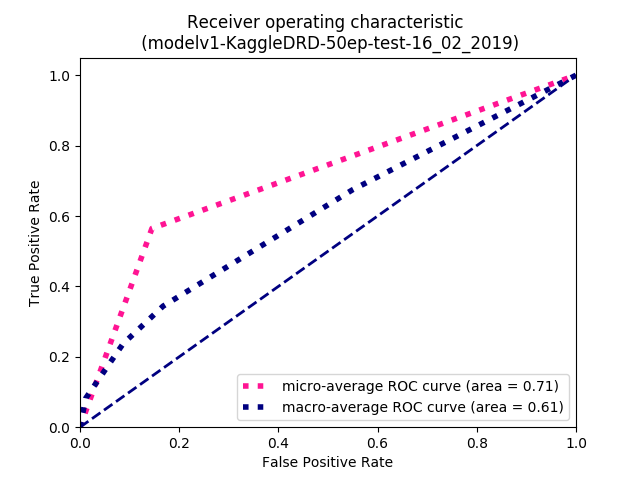 Receiver operating characteristic
(modelv1-KaggleDRD-50ep-test-16_02_2019)
1.0
0.8
0.6
0.4
0.2
0.0
True Positive Rate
micro-average ROC curve (area = 0.71)
macro-average ROC curve (area = 0.61)
0.0 0.2 0.4 0.6 0.8 1.0
False Positive Rate